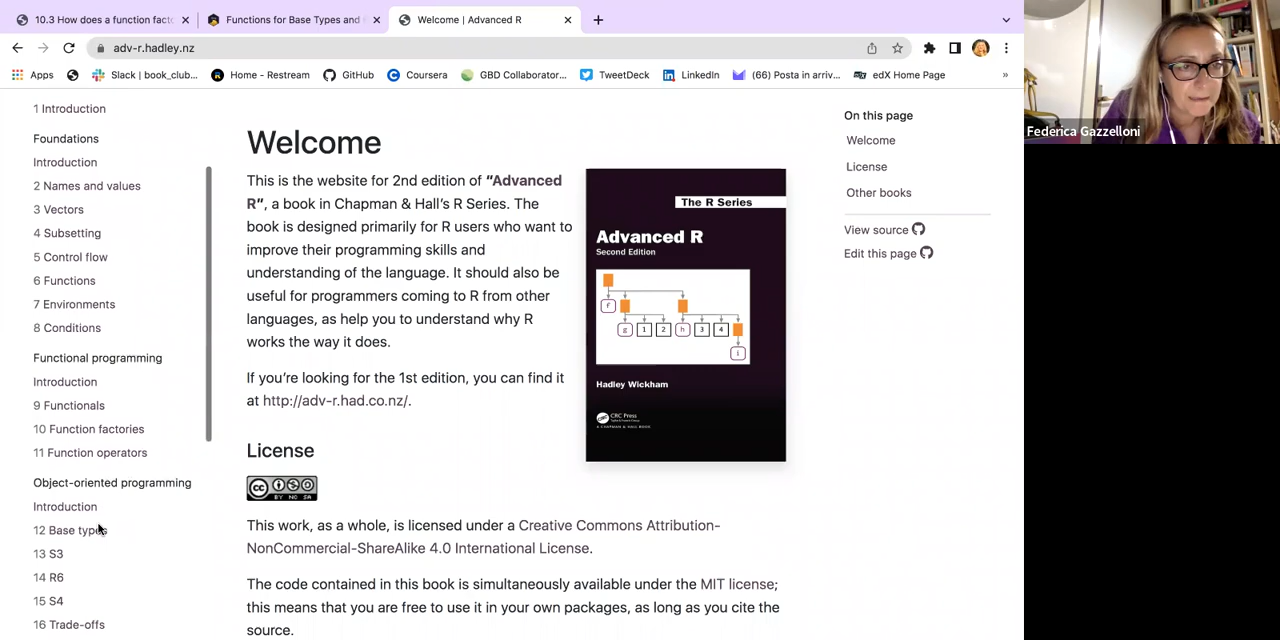 10.3 How does a function fact
Functions for Base Types and
Welcome | Advanced R
adv-r.hadley.nz
Apps
Slack | book_club...
Home - Restream
GitHub
Coursera
GBD Collaborator...
TweetDeck
LinkedIn
(66) Posta in arriv...
edX Home Page
»
1 Introduction
Foundations
Introduction
2 Names and values
3 Vectors
4 Subsetting
5 Control flow
6 Functions
7 Environments
8 Conditions
Functional programming
Introduction
9 Functionals
10 Function factories
11 Function operators
Object-oriented programming
Introduction
12 Base types
13 S3
14 R6
15 S4
16 Trade-offs
Welcome
This is the website for 2nd edition of “Advanced
R”, a book in Chapman & Hall’s R Series. The
book is designed primarily for R users who want to
improve their programming skills and
understanding of the language. It should also be
useful for programmers coming to R from other
languages, as help you to understand why R
works the way it does.
If you’re looking for the 1st edition, you can find it
at http://adv-r.had.co.nz/.
The R Series
Advanced R
Second Edition
f
g 1 2 h 3 4
i
Hadley Wickham
CRC Press
License
CC BY NC SA
This work, as a whole, is licensed under a Creative Commons Attribution-
NonCommercial-ShareAlike 4.0 International License.
The code contained in this book is simultaneously available under the MIT license;
this means that you are free to use it in your own packages, as long as you cite the
source.
On this page
Welcome
License
Other books
View source
Edit this page
Federica Gazzelloni